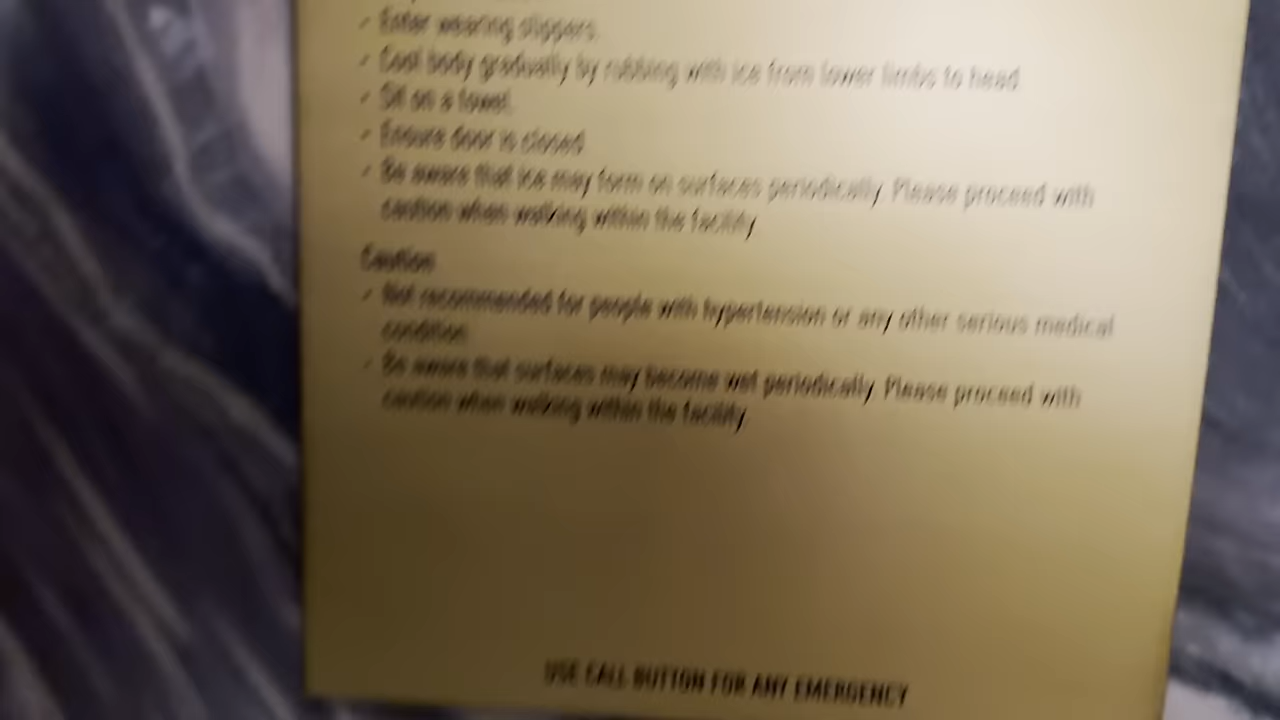 ✓ Enter wearing slippers.
✓ Cool body gradually by rubbing with ice from lower limbs to head
✓ Sit on a towel.
✓ Ensure door is closed
✓ Be aware that ice may form on surfaces periodically. Please proceed with
caution when walking within the facility
Caution
✓ Not recommended for people with hypertension or any other serious medical
condition.
✓ Be aware that surfaces may become wet periodically. Please proceed with
caution when walking within the facility.
USE CALL BUTTON FOR ANY EMERGENCY